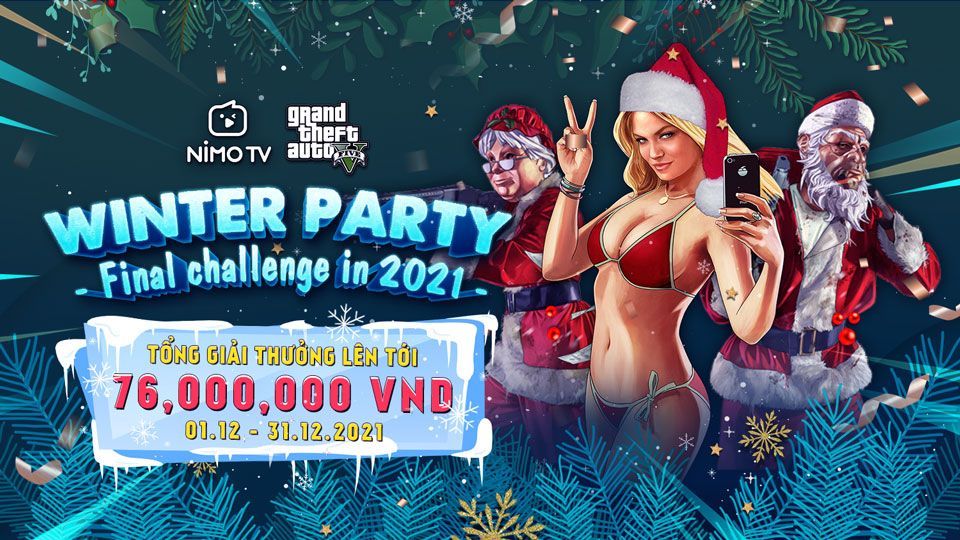 NIMO TV
grand
theft
auto
FIVE
WINTER PARTY
- Final challenge in 2021 -
TỔNG GIẢI THƯỞNG LÊN TỚI
76,000,000 VND
01.12 - 31.12.2021